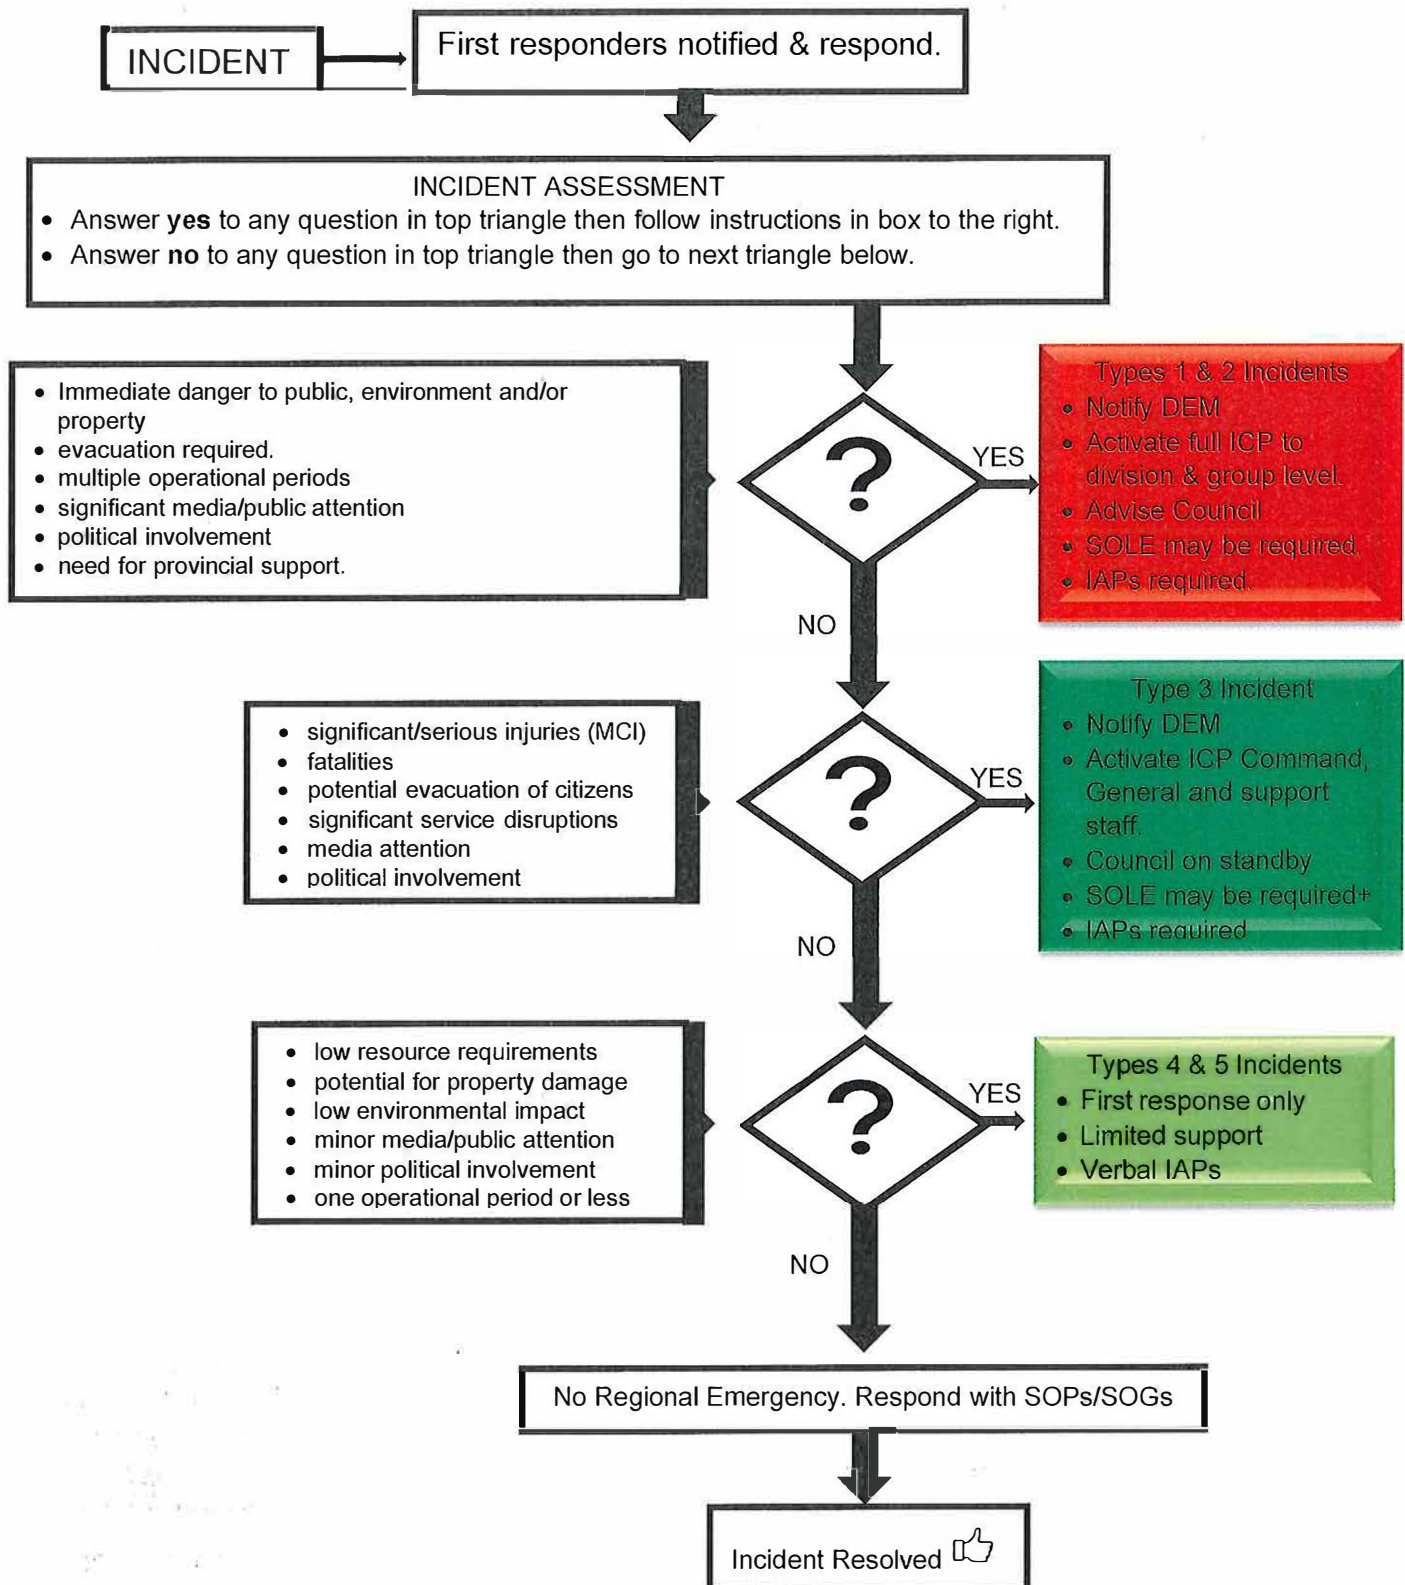 INCIDENT
First responders notified & respond.
INCIDENT ASSESSMENT
• Answer yes to any question in top triangle then follow instructions in box to the right.
• Answer no to any question in top triangle then go to next triangle below.
• Immediate danger to public, environment and/or
property
• evacuation required.
• multiple operational periods
• significant media/public attention
• political involvement
• need for provincial support.
?
YES
NO
Types 1 & 2 Incidents
• Notify DEM
• Activate full ICP to
division & group level.
• Advise Council
• SOLE may be required
• IAPs required.
• significant/serious injuries (MCI)
• fatalities
• potential evacuation of citizens
• significant service disruptions
• media attention
• political involvement
?
YES
NO
Type 3 Incident
• Notify DEM
• Activate ICP Command,
General and support
staff.
• Council on standby
• SOLE may be required+
• IAPs required
• low resource requirements
• potential for property damage
• low environmental impact
• minor media/public attention
• minor political involvement
• one operational period or less
?
YES
NO
Types 4 & 5 Incidents
• First response only
• Limited support
• Verbal IAPs
No Regional Emergency. Respond with SOPs/SOGs
Incident Resolved